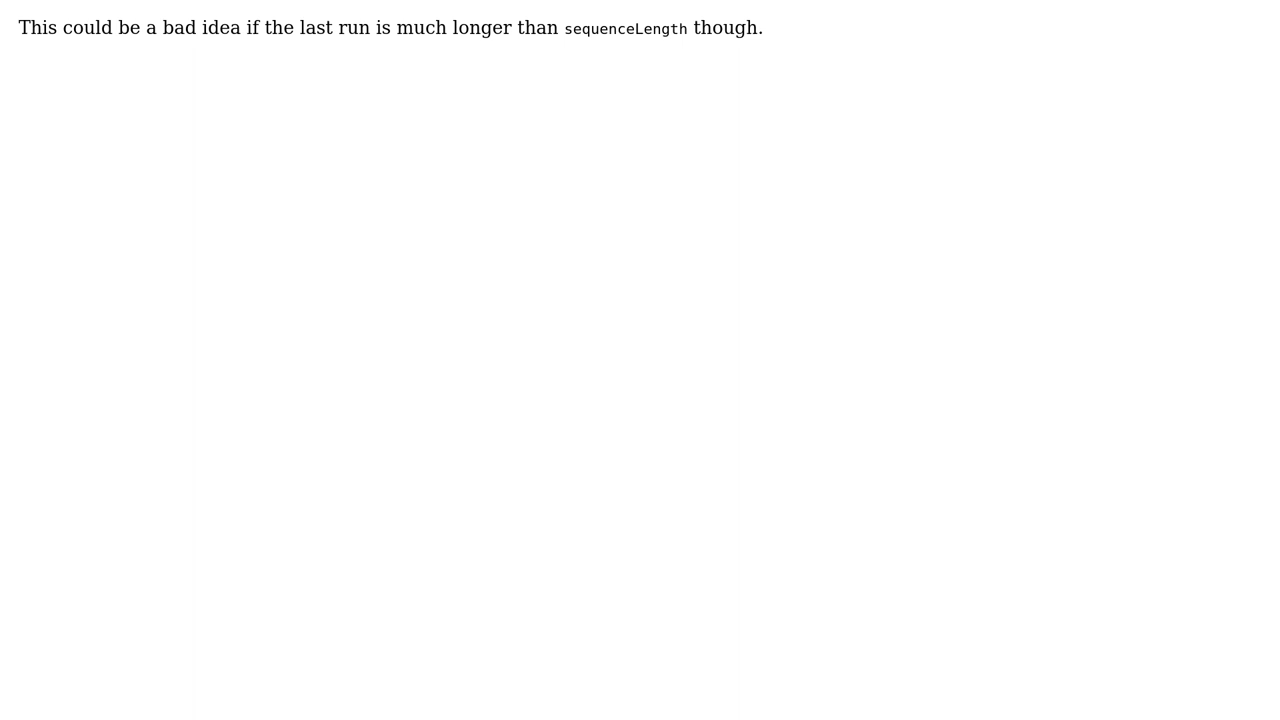 This could be a bad idea if the last run is much longer than sequenceLength though.